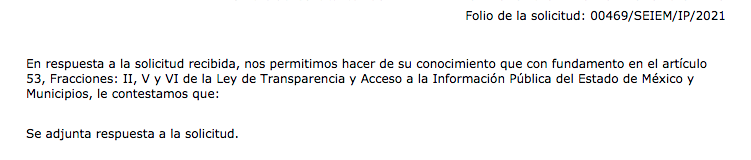 Folio de la solicitud: 00469/SEIEM/IP/2021
En respuesta a la solicitud recibida, nos permitimos hacer de su conocimiento que con fundamento en el artículo
53, Fracciones: II, V y VI de la Ley de Transparencia y Acceso a la Información Pública del Estado de México y
Municipios, le contestamos que:
Se adjunta respuesta a la solicitud.